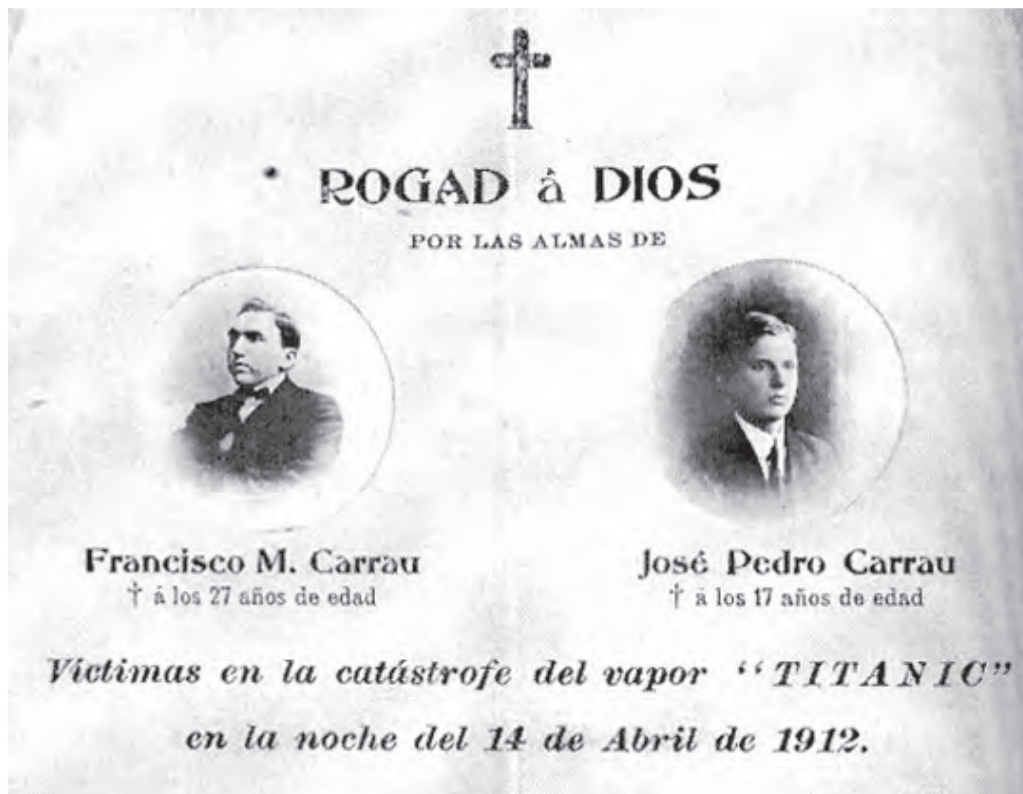 ROGAD á DIOS
POR LAS ALMAS DE
Francisco M. Carrau
† á los 27 años de edad
José Pedro Carrau
† á los 17 años de edad
Víctimas en la catástrofe del vapor “TITANIC”
en la noche del 14 de Abril de 1912.